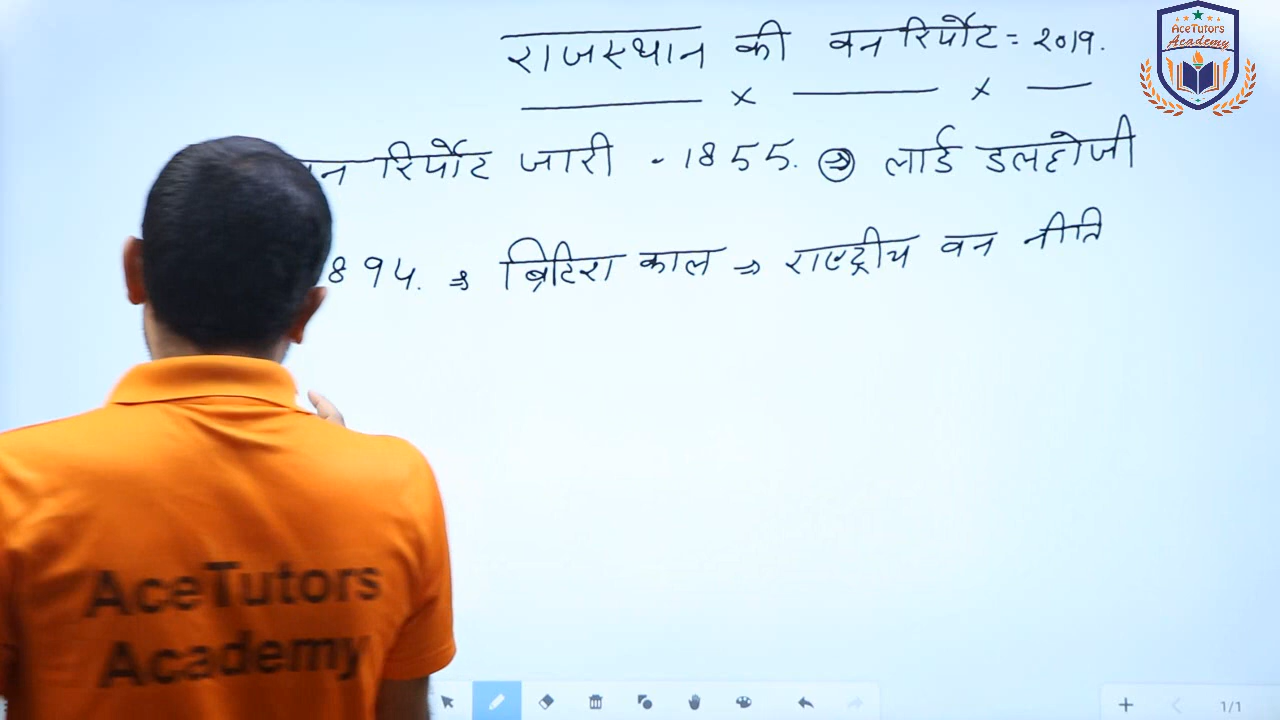 राजस्थान की वन रिर्पोट = 2019.
AceTutors
Academy
न रिर्पोट जारी - 1855. ⇒ लार्ड डलहोजी
894. ⇒ ब्रिटिश काल ⇒ राष्ट्रीय वन नीति
AceTutors
Academy
1/1